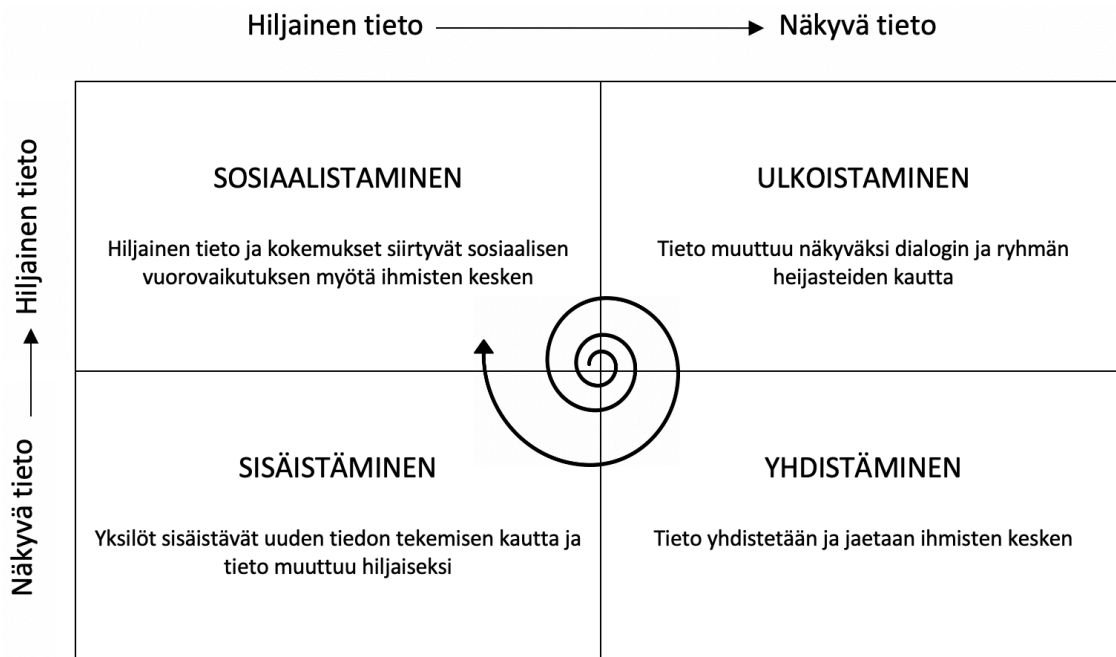 Hiljainen tieto
Näkyvä tieto
Hiljainen tieto
Näkyvä tieto
SOSIAALISTAMINEN
Hiljainen tieto ja kokemukset siirtyvät sosiaalisen
vuorovaikutuksen myötä ihmisten kesken
ULKOISTAMINEN
Tieto muuttuu näkyväksi dialogin ja ryhmän
heijasteiden kautta
SISÄISTÄMINEN
Yksilöt sisäistävät uuden tiedon tekemisen kautta ja
tieto muuttuu hiljaiseksi
YHDISTÄMINEN
Tieto yhdistetään ja jaetaan ihmisten kesken